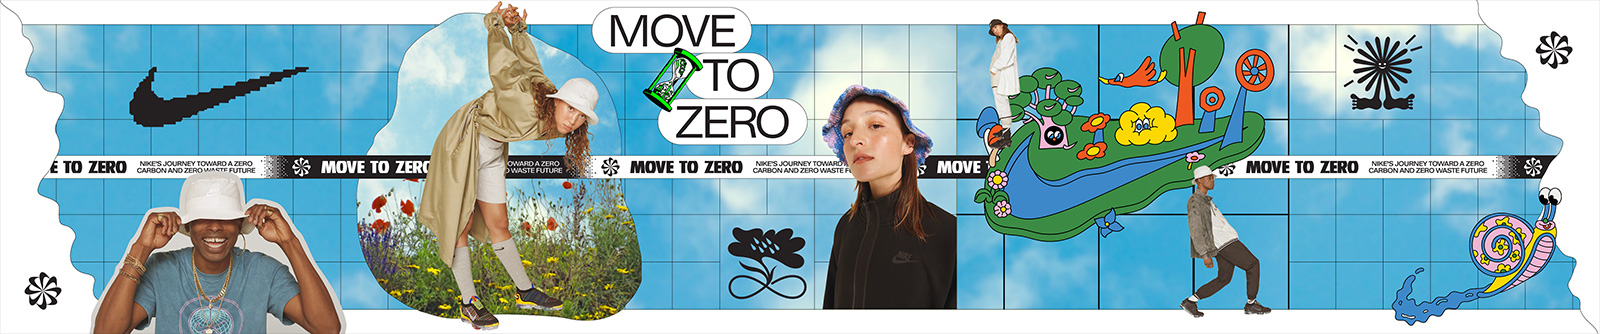 MOVE
TO
ZERO
E TO ZERO
NIKE'S JOURNEY TOWARD A ZERO
CARBON AND ZERO WASTE FUTURE
MOVE TO ZERO
TOWARD A ZERO
ZERO WASTE FUTURE
MOVE TO ZERO
NIKE'S JOURNEY TOWARD
CARBON AND ZERO WASTE
MOVE
MOVE TO ZERO
NIKE'S JOURNEY TOWARD A ZERO
CARBON AND ZERO WASTE FUTURE